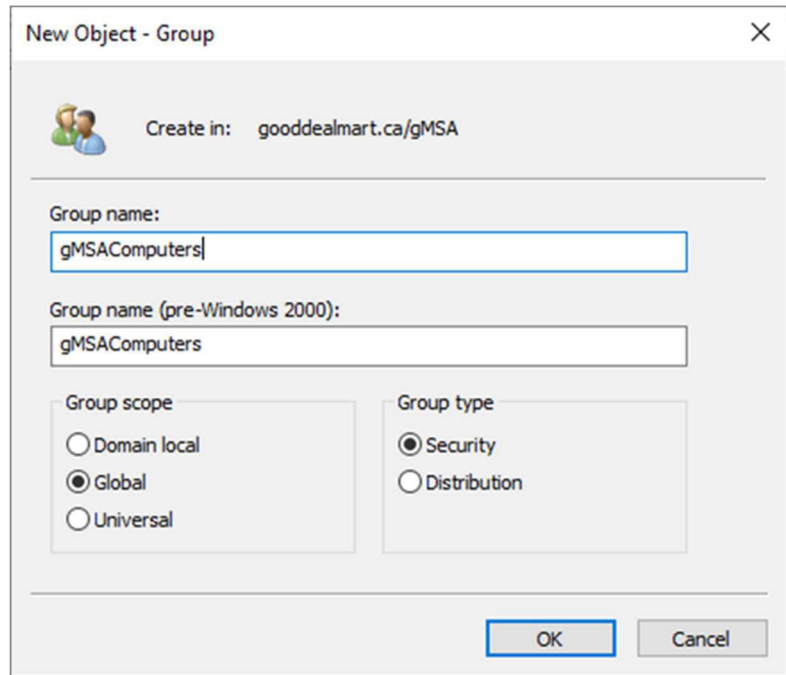 New Object - Group
Create in: gooddealmart.ca/gMSA
Group name:
gMSAComputers
Group name (pre-Windows 2000):
gMSAComputers
Group scope
Domain local
Global
Universal
Group type
Security
Distribution
OK
Cancel